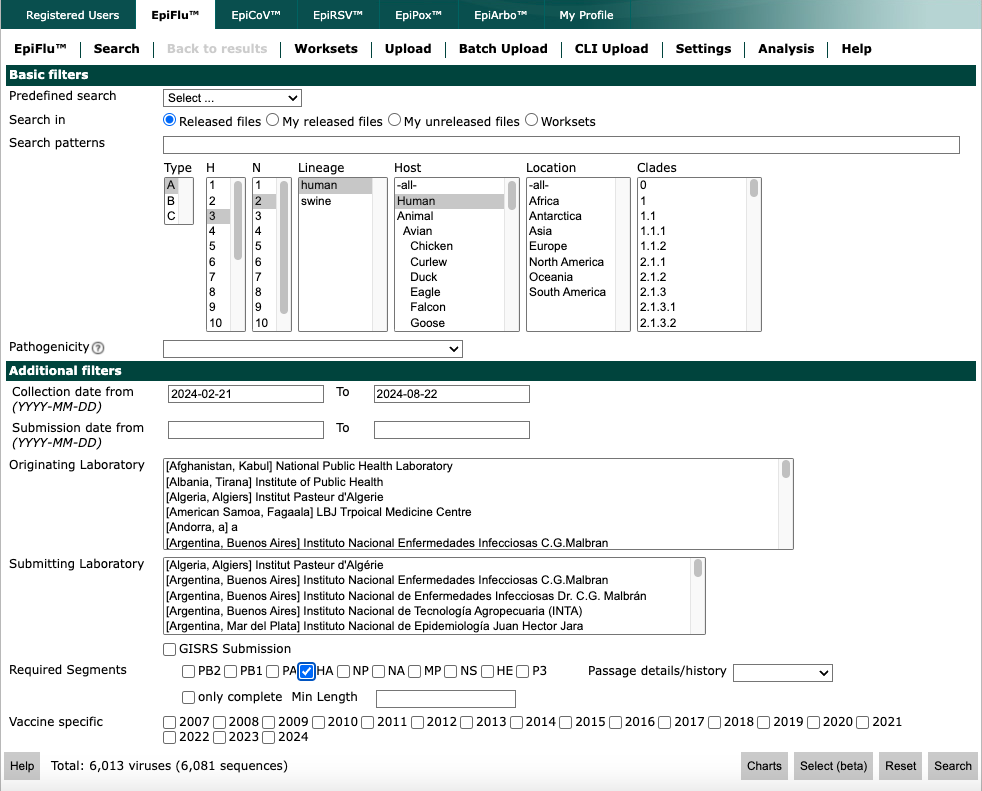 Registered Users EpiFlu™ EpiCoV™ EpiRSV™ EpiPox™ EpiArbo™ My Profile
EpiFlu™ Search Back to results Worksets Upload Batch Upload CLI Upload Settings Analysis Help
Basic filters
Predefined search Select ...
Search in Released files My released files My unreleased files Worksets
Search patterns
Type H N Lineage Host Location Clades
A 1 1 human -all- -all- 0
B 2 2 swine Human Africa 1
C 3 3 Animal Antarctica 1.1
4 4 Avian Asia 1.1.1
5 5 Chicken Europe 1.1.2
6 6 Curlew North America 2.1.1
7 7 Duck Oceania 2.1.2
8 8 Eagle South America 2.1.3
9 9 Falcon 2.1.3.1
10 10 Goose 2.1.3.2
Pathogenicity ?
Additional filters
Collection date from 2024-02-21 To 2024-08-22
(YYYY-MM-DD)
Submission date from To
(YYYY-MM-DD)
Originating Laboratory [Afghanistan, Kabul] National Public Health Laboratory
[Albania, Tirana] Institute of Public Health
[Algeria, Algiers] Institut Pasteur d'Algerie
[American Samoa, Fagaala] LBJ Trpoical Medicine Centre
[Andorra, a] a
[Argentina, Buenos Aires] Instituto Nacional Enfermedades Infecciosas C.G.Malbran
Submitting Laboratory [Algeria, Algiers] Institut Pasteur d'Algérie
[Argentina, Buenos Aires] Instituto Nacional Enfermedades Infecciosas C.G.Malbran
[Argentina, Buenos Aires] Instituto Nacional de Enfermedades Infecciosas Dr. C.G. Malbrán
[Argentina, Buenos Aires] Instituto Nacional de Tecnología Agropecuaria (INTA)
[Argentina, Mar del Plata] Instituto Nacional de Epidemiología Juan Hector Jara
GISRS Submission
Required Segments PB2 PB1 PA HA NP NA MP NS HE P3 Passage details/history
only complete Min Length
Vaccine specific 2007 2008 2009 2010 2011 2012 2013 2014 2015 2016 2017 2018 2019 2020 2021
2022 2023 2024
Help Total: 6,013 viruses (6,081 sequences) Charts Select (beta) Reset Search